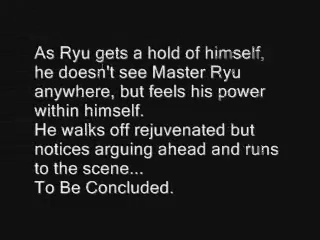 As Ryu gets a hold of himself,
he doesn't see Master Ryu
anywhere, but feels his power
within himself.
He walks off rejuvenated but
notices arguing ahead and runs
to the scene...
To Be Concluded.